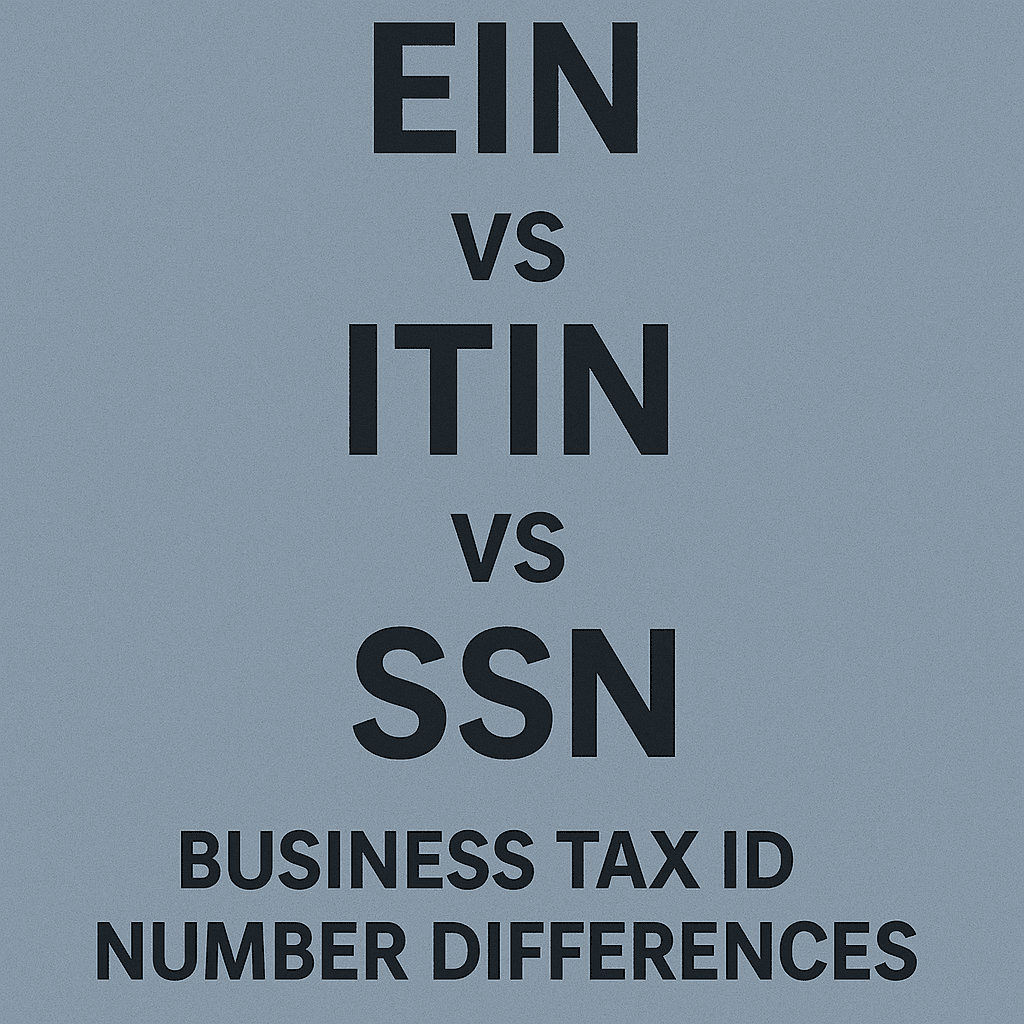 EIN
VS
ITIN
VS
SSN
BUSINESS TAX ID
NUMBER DIFFERENCES